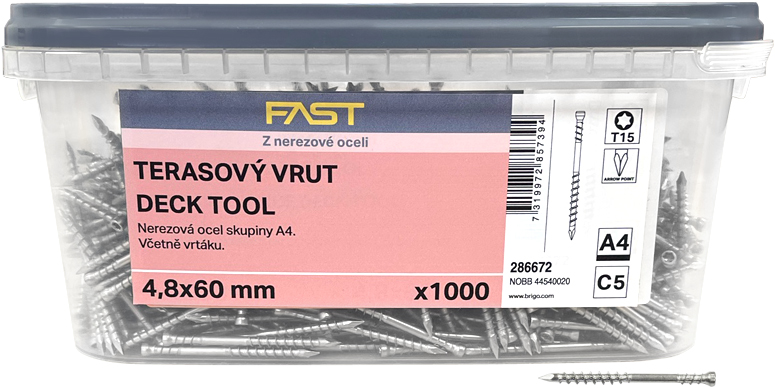 FAST
Z nerezové oceli
TERASOVÝ VRUT
DECK TOOL
Nerezová ocel skupiny A4.
Včetně vrtáku.
4,8x60 mm
x1000
7 319972 857394
T15
ARROW POINT
A4
C5
286672
NOBB 44540020
www.brigo.com